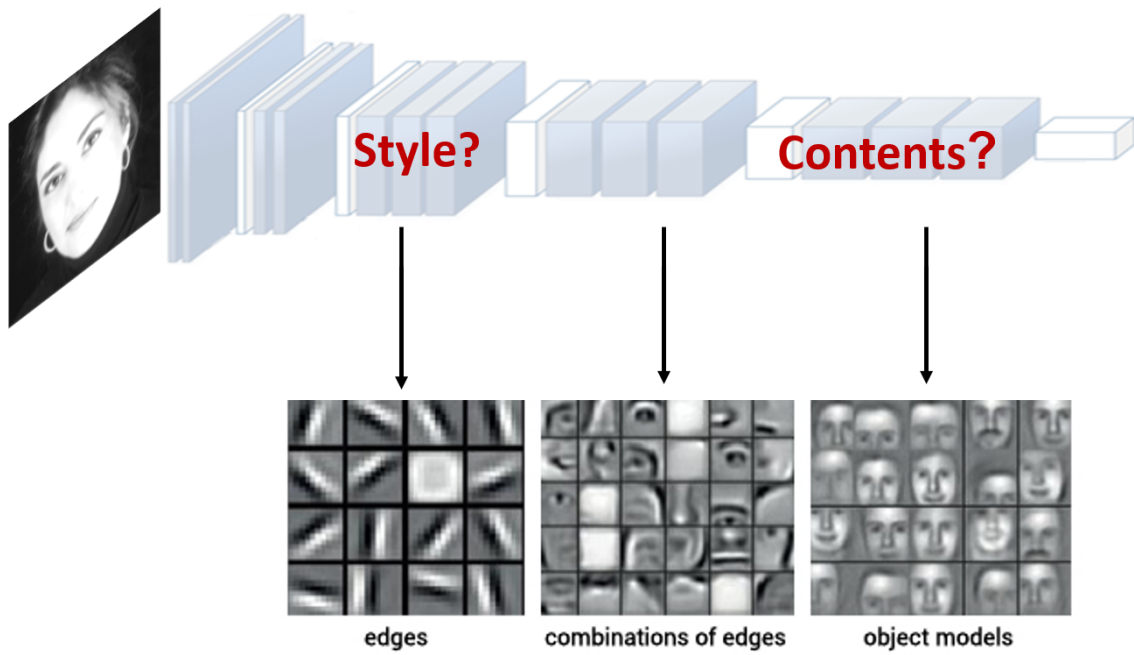 Style?
Contents?
edges
combinations of edges
object models